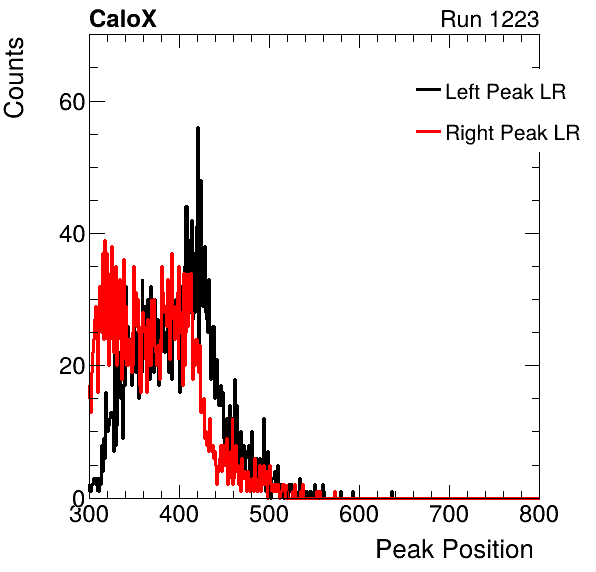 CaloX Run 1223
Counts
Left Peak LR
Right Peak LR
60
40
20
0
300 400 500 600 700 800
Peak Position